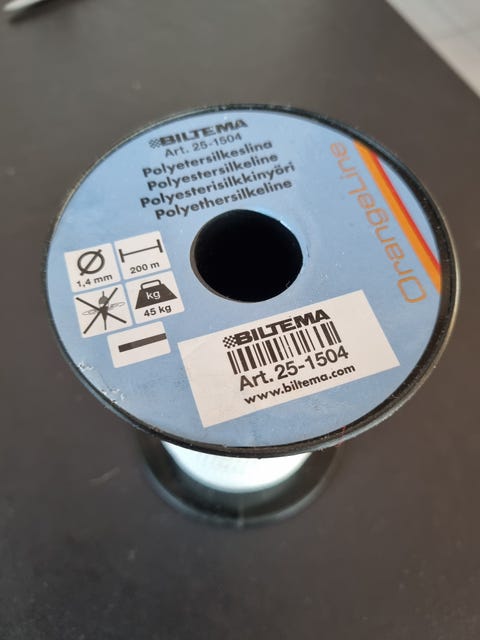 BILTEMA
Art. 25-1504
Polyetersilkeslina
Polyestersilkeline
Polyesterisilkkinyöri
Polyethersilkeline
OrangeLine
1,4 mm
200 m
kg
45 kg
BILTEMA
Art. 25-1504
www.biltema.com